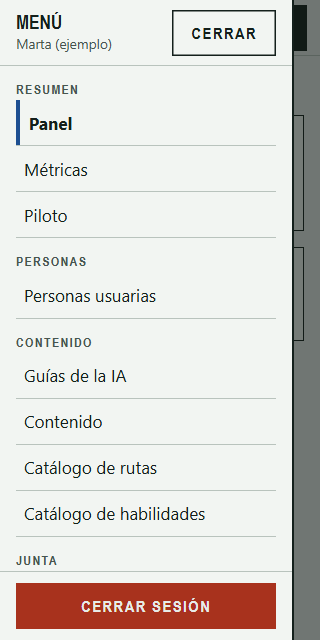 MENÚ
Marta (ejemplo)
CERRAR
RESUMEN
Panel
Métricas
Piloto
PERSONAS
Personas usuarias
CONTENIDO
Guías de la IA
Contenido
Catálogo de rutas
Catálogo de habilidades
JUNTA
CERRAR SESIÓN